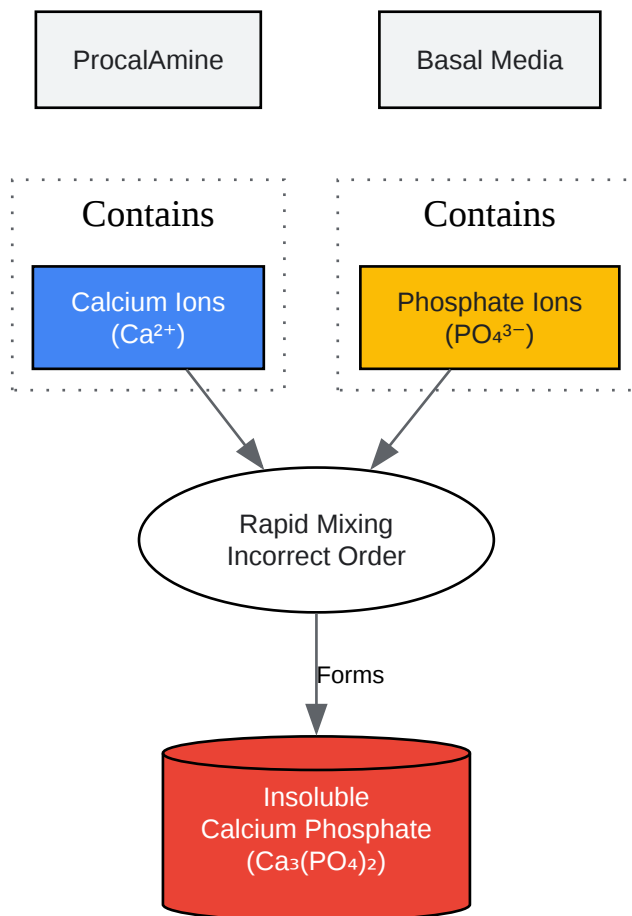 ProcalAmine
Basal Media
Contains
Contains
Calcium Ions
(Ca²⁺)
Phosphate Ions
(PO₄³⁻)
Rapid Mixing
Incorrect Order
Forms
Insoluble
Calcium Phosphate
(Ca₃(PO₄)₂)